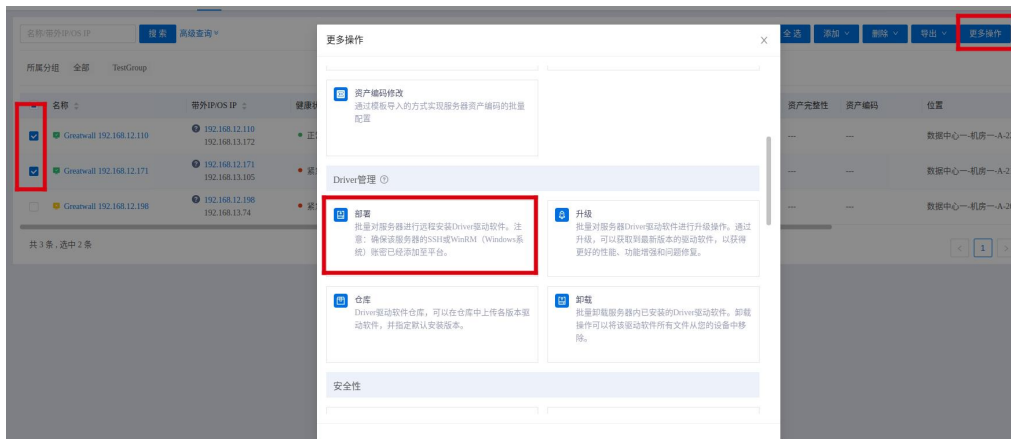 名称/带外IP/OS IP
搜索
高级查询
全选
添加
删除
导出
更多操作
所属分组
全部
TestGroup
名称
带外IP/OS IP
资产完整性
资产编码
位置
Greatwall 192.168.12.110
192.168.12.110
192.168.13.172
---
---
数据中心一-机房一-A-2
Greatwall 192.168.12.171
192.168.12.171
192.168.13.105
---
---
数据中心一-机房一-A-2
Greatwall 192.168.12.198
192.168.12.198
192.168.13.74
---
---
共 3 条 , 选中 2 条
1
更多操作
资产编码修改
通过模板导入的方式实现服务器资产编码的批量
配置
Driver管理
部署
批量对服务器进行远程安装Driver驱动软件。注
意：确保该服务器的SSH或WinRM（Windows系
统）账密已经添加至平台。
升级
批量对服务器Driver驱动软件进行升级操作。通过
升级，可以获取到最新版本的驱动软件，以获得
更好的性能、功能增强和问题修复。
仓库
Driver驱动软件仓库，可以在仓库中上传各版本驱
动软件，并指定默认安装版本。
卸载
批量卸载服务器内已安装的Driver驱动软件。卸载
操作可以将该驱动软件所有文件从您的设备中移
除。
安全性